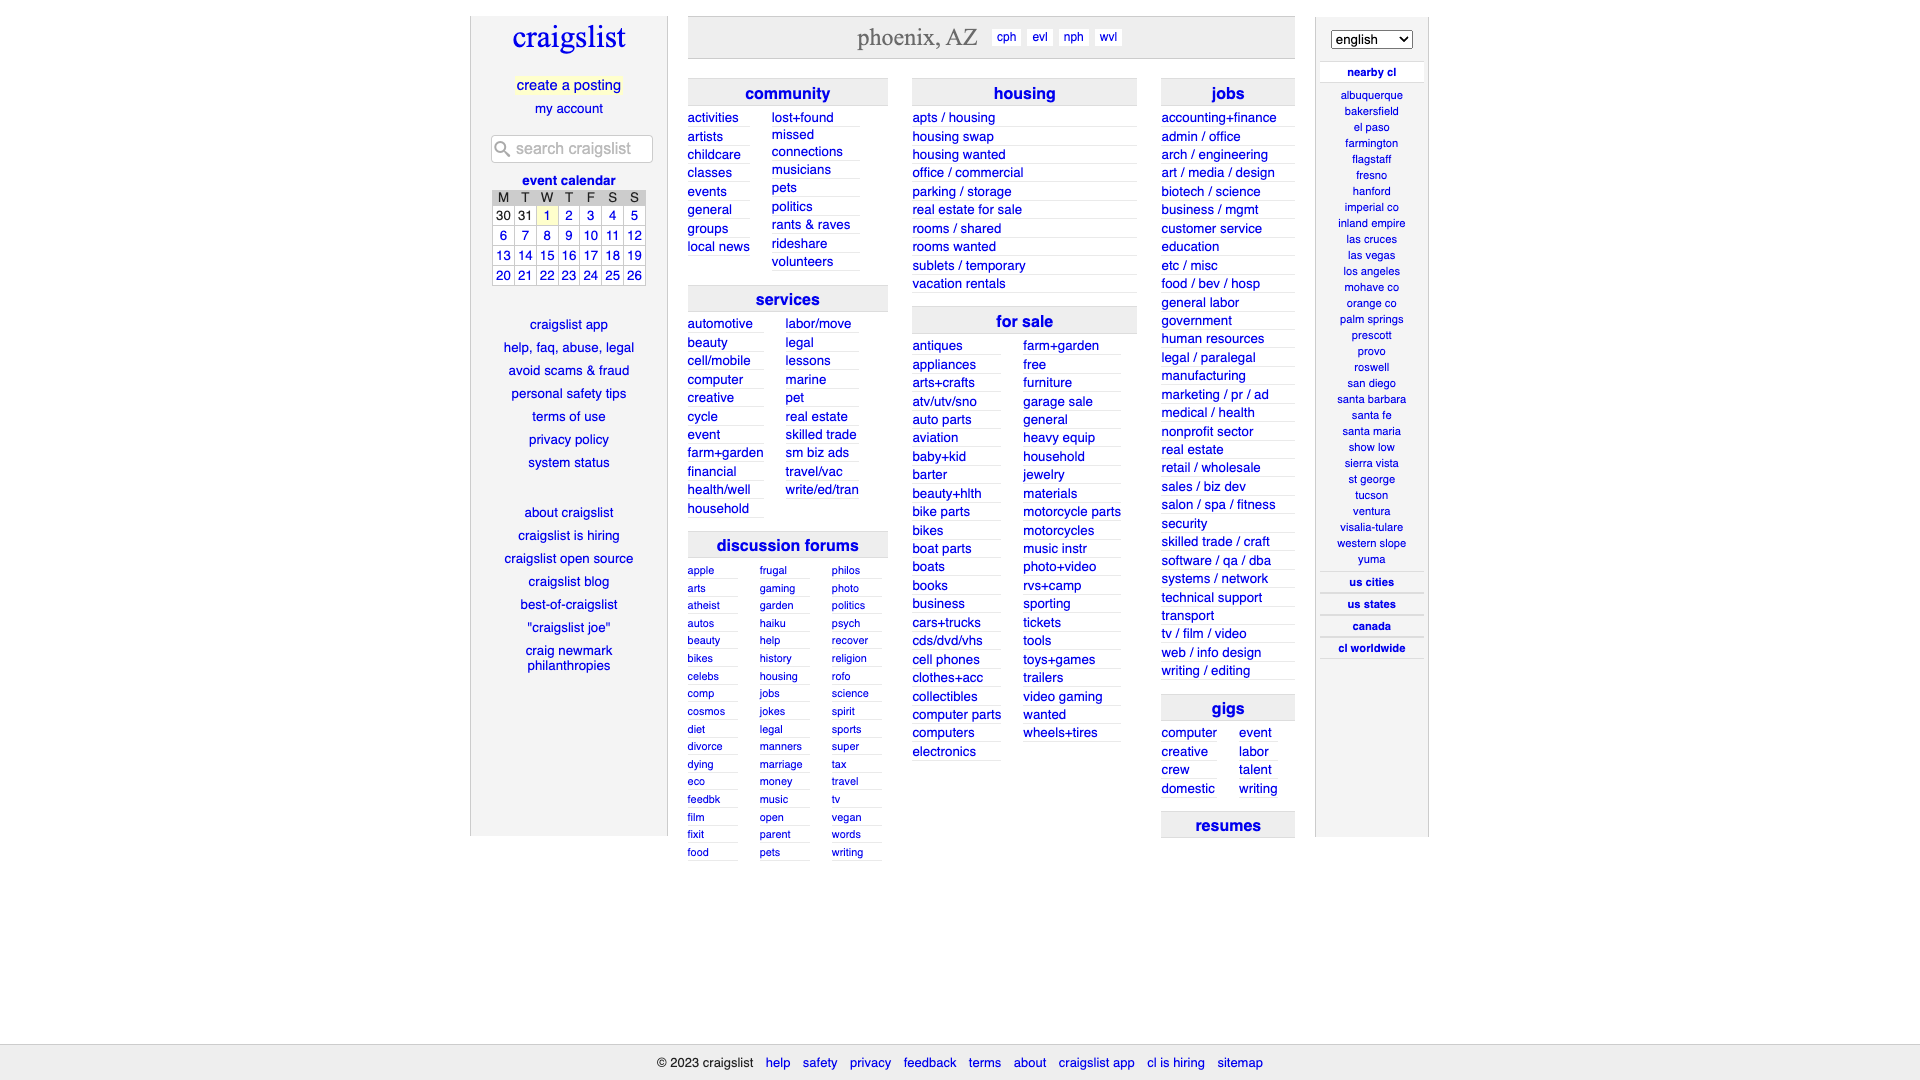 craigslist
create a posting
my account
search craigslist
event calendar
M T W T F S S
30 31 1 2 3 4 5
6 7 8 9 10 11 12
13 14 15 16 17 18 19
20 21 22 23 24 25 26
craigslist app
help, faq, abuse, legal
avoid scams & fraud
personal safety tips
terms of use
privacy policy
system status
about craigslist
craigslist is hiring
craigslist open source
craigslist blog
best-of-craigslist
"craigslist joe"
craig newmark
philanthropies
phoenix, AZ cph evl nph wvl
community
activities
artists
childcare
classes
events
general
groups
local news
lost+found
missed
connections
musicians
pets
politics
rants & raves
rideshare
volunteers
services
automotive
beauty
cell/mobile
computer
creative
cycle
event
farm+garden
financial
health/well
household
labor/move
legal
lessons
marine
pet
real estate
skilled trade
sm biz ads
travel/vac
write/ed/tran
discussion forums
apple
arts
atheist
autos
beauty
bikes
celebs
comp
cosmos
diet
divorce
dying
eco
feedbk
film
fixit
food
frugal
gaming
garden
haiku
help
history
housing
jobs
jokes
legal
manners
marriage
money
music
open
parent
pets
philos
photo
politics
psych
recover
religion
rofo
science
spirit
sports
super
tax
travel
tv
vegan
words
writing
housing
apts / housing
housing swap
housing wanted
office / commercial
parking / storage
real estate for sale
rooms / shared
rooms wanted
sublets / temporary
vacation rentals
for sale
antiques
appliances
arts+crafts
atv/utv/sno
auto parts
aviation
baby+kid
barter
beauty+hlth
bike parts
bikes
boat parts
boats
books
business
cars+trucks
cds/dvd/vhs
cell phones
clothes+acc
collectibles
computer parts
computers
electronics
farm+garden
free
furniture
garage sale
general
heavy equip
household
jewelry
materials
motorcycle parts
motorcycles
music instr
photo+video
rvs+camp
sporting
tickets
tools
toys+games
trailers
video gaming
wanted
wheels+tires
jobs
accounting+finance
admin / office
arch / engineering
art / media / design
biotech / science
business / mgmt
customer service
education
etc / misc
food / bev / hosp
general labor
government
human resources
legal / paralegal
manufacturing
marketing / pr / ad
medical / health
nonprofit sector
real estate
retail / wholesale
sales / biz dev
salon / spa / fitness
security
skilled trade / craft
software / qa / dba
systems / network
technical support
transport
tv / film / video
web / info design
writing / editing
gigs
computer
creative
crew
domestic
event
labor
talent
writing
resumes
english
nearby cl
albuquerque
bakersfield
el paso
farmington
flagstaff
fresno
hanford
imperial co
inland empire
las cruces
las vegas
los angeles
mohave co
orange co
palm springs
prescott
provo
roswell
san diego
santa barbara
santa fe
santa maria
show low
sierra vista
st george
tucson
ventura
visalia-tulare
western slope
yuma
us cities
us states
canada
cl worldwide
© 2023 craigslist help safety privacy feedback terms about craigslist app cl is hiring sitemap